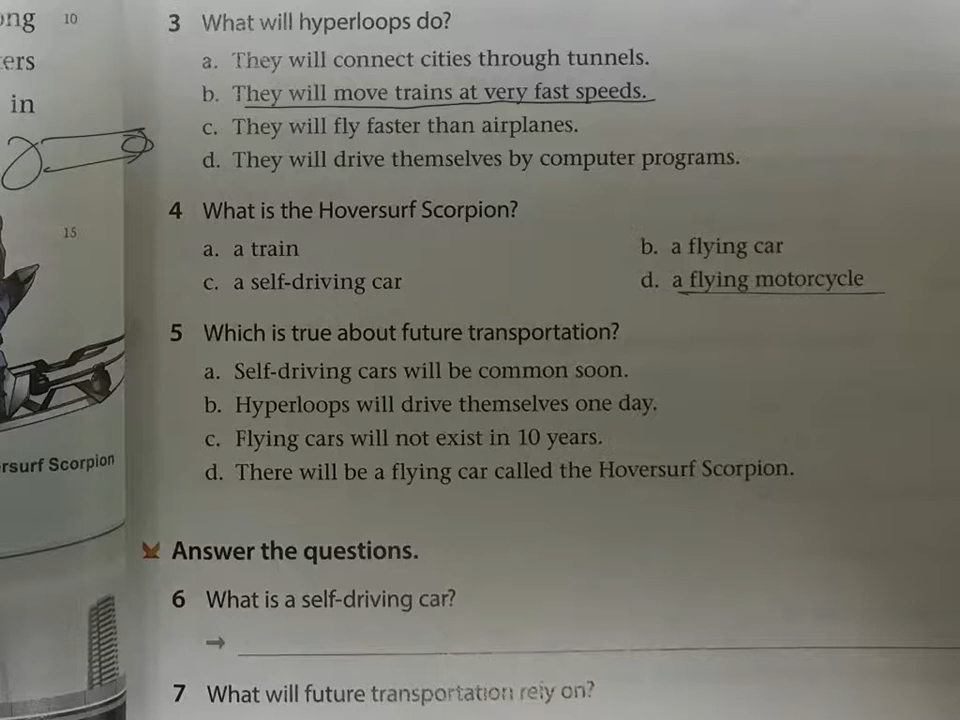 10
in
15
rsurf Scorpion
3 What will hyperloops do?
a. They will connect cities through tunnels.
b. They will move trains at very fast speeds.
c. They will fly faster than airplanes.
d. They will drive themselves by computer programs.
4 What is the Hoversurf Scorpion?
a. a train
b. a flying car
c. a self-driving car
d. a flying motorcycle
5 Which is true about future transportation?
a. Self-driving cars will be common soon.
b. Hyperloops will drive themselves one day.
c. Flying cars will not exist in 10 years.
d. There will be a flying car called the Hoversurf Scorpion.
Answer the questions.
6 What is a self-driving car?
→
7 What will future transportation rely on?